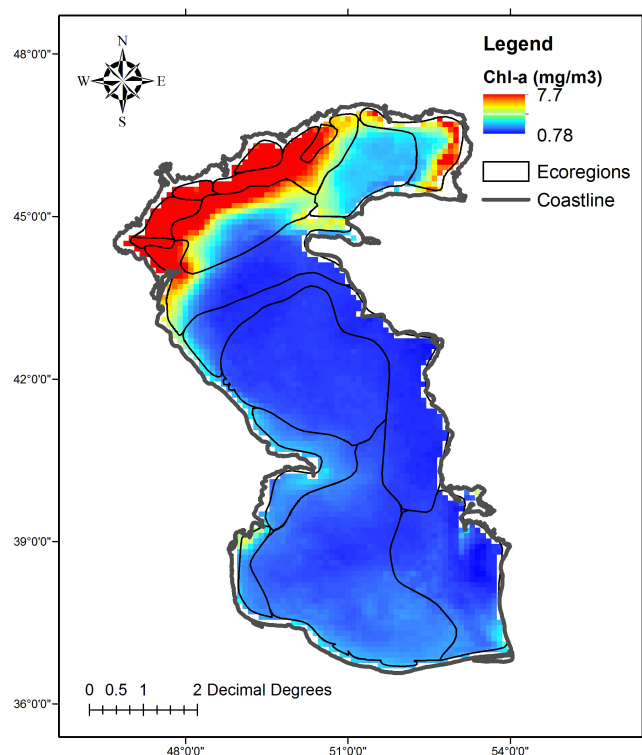 48°0'0"
N
W E
S
Legend
Chl-a (mg/m3)
7.7
0.78
Ecoregions
Coastline
45°0'0"
42°0'0"
39°0'0"
36°0'0"
0 0.5 1 2 Decimal Degrees
48°0'0" 51°0'0" 54°0'0"